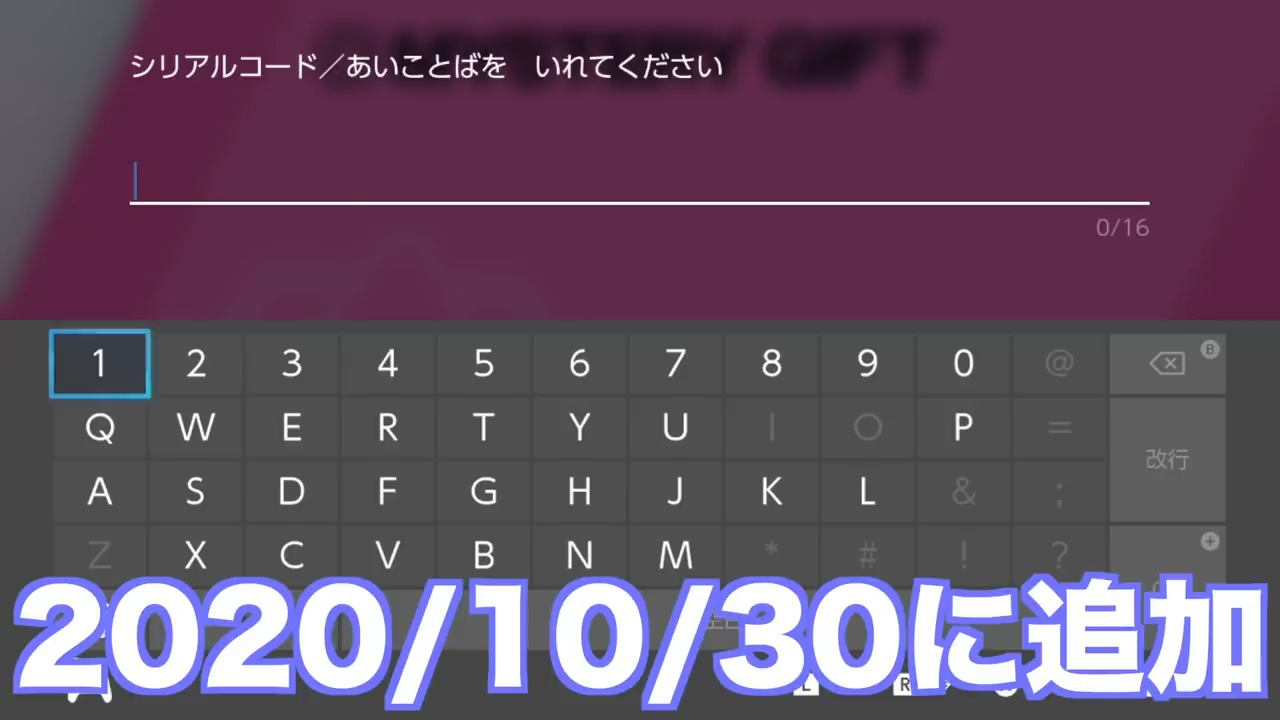 MYSTERY GIFT
シリアルコード／あいことばを　いれてください
0/16
1 2 3 4 5 6 7 8 9 0 @
B
Q W E R T Y U I O P =
改行
A S D F G H J K L & ;
Z X C V B N M * # ! ?
+
2020/10/30に追加
L R